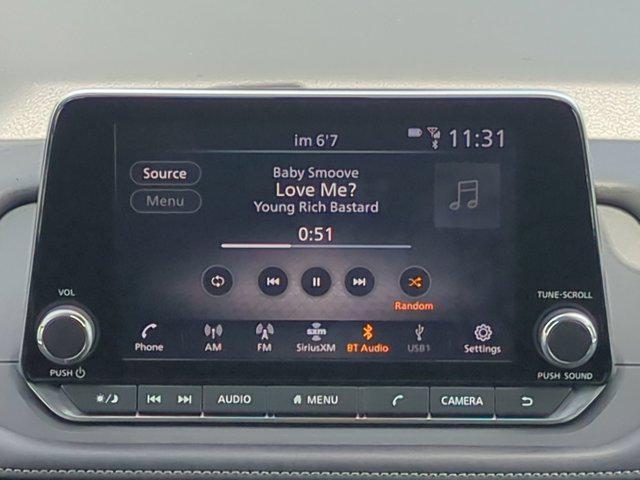 im 6'7
11:31
Source
Menu
Baby Smoove
Love Me?
Young Rich Bastard
0:51
Random
VOL
PUSH
TUNE-SCROLL
PUSH SOUND
Phone
AM
FM
sxm
SiriusXM
BT Audio
USB1
Settings
AUDIO
MENU
CAMERA